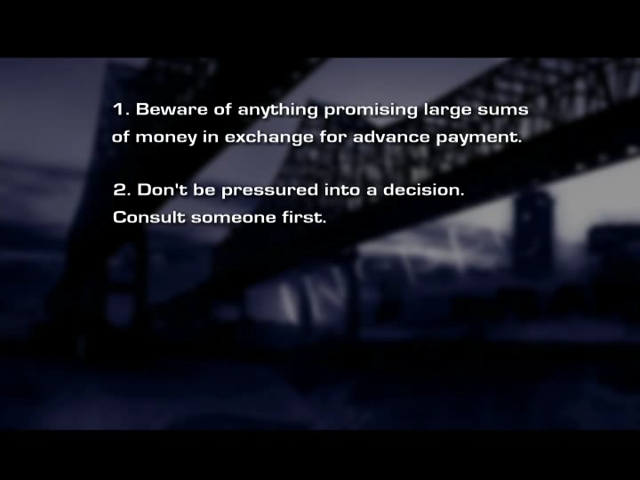 1. Beware of anything promising large sums
of money in exchange for advance payment.
2. Don't be pressured into a decision.
Consult someone first.